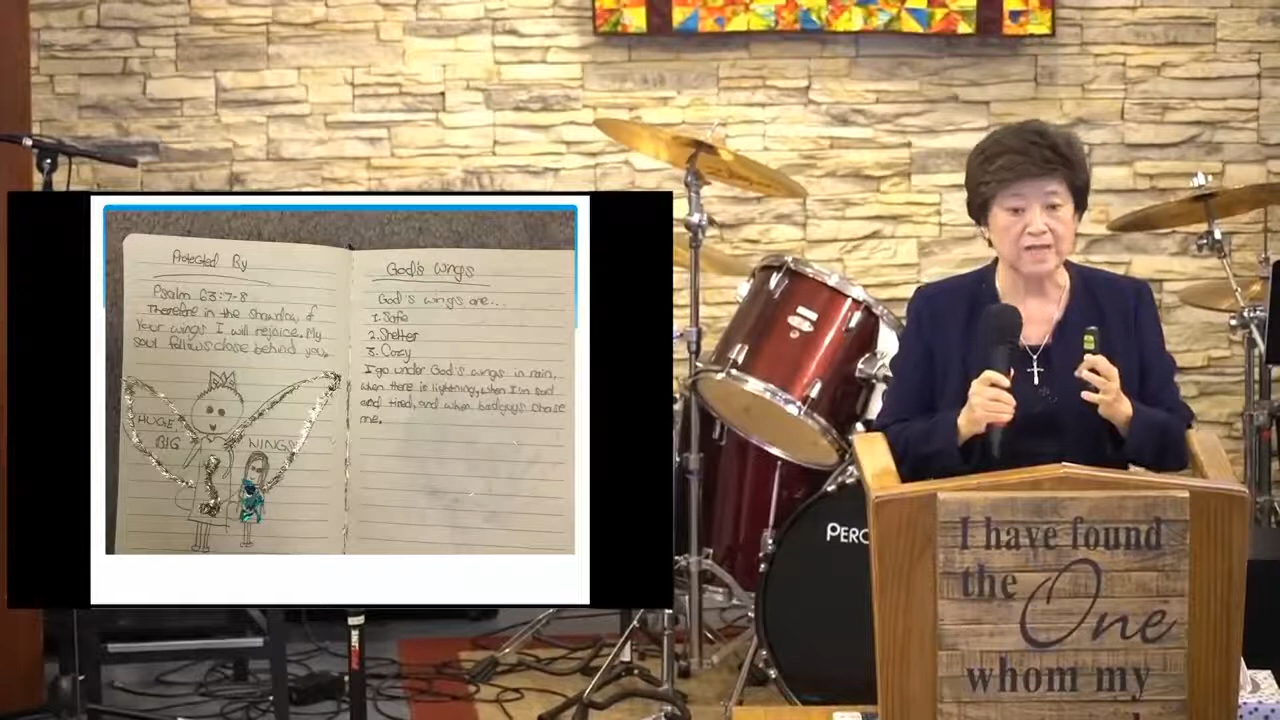 Protected By
Psalm 63:7-8
Therefore in the shawdow of
Your wings I will rejoice. My
soul follows close behind you.
HUGE
BIG WINGS
God's wings
God's wings are...
1. Safe
2. Shelter
3. Cozy
I go under God's wings in rain,
when there is lightning, when I'm sad
and tired, and when bad guys chase
me.
PERC
I have found
the One
whom my